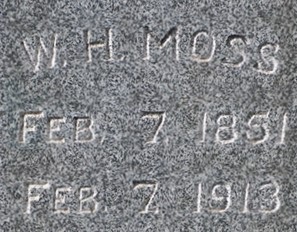 W. H. MOSS
FEB. 7. 1851
FEB. 7. 1913